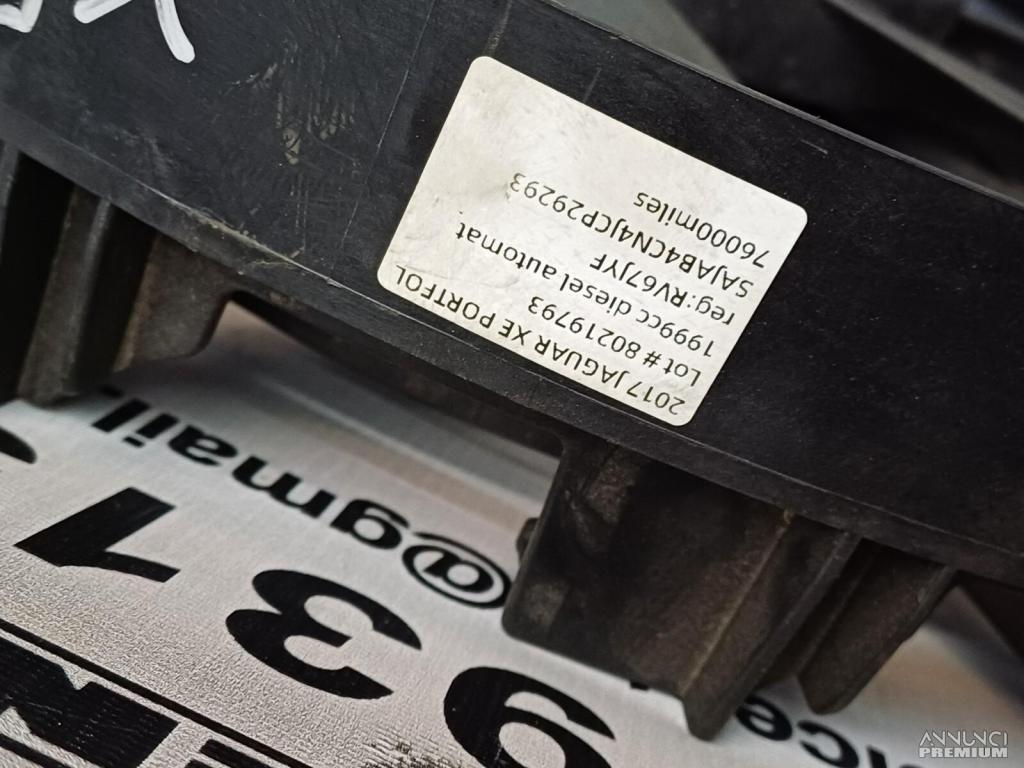 2017 JAGUAR XE PORTFOL
Lot # 80219793
1999cc diesel automat
reg:RV67JYF
SAJAB4CN4JCP29293
76000miles
@gmail.
ANNUNCI
PREMIUM